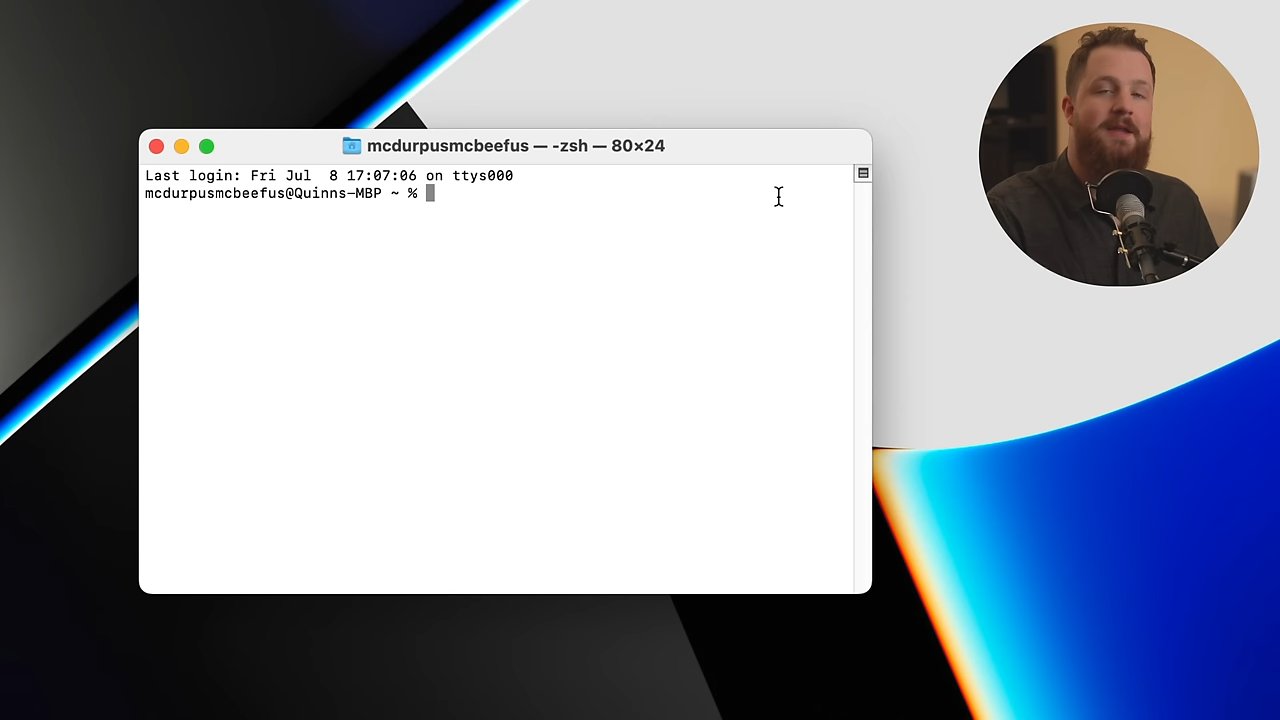 mcdurpusmcbeefus — -zsh — 80×24
Last login: Fri Jul  8 17:07:06 on ttys000
mcdurpusmcbeefus@Quinns-MBP ~ %